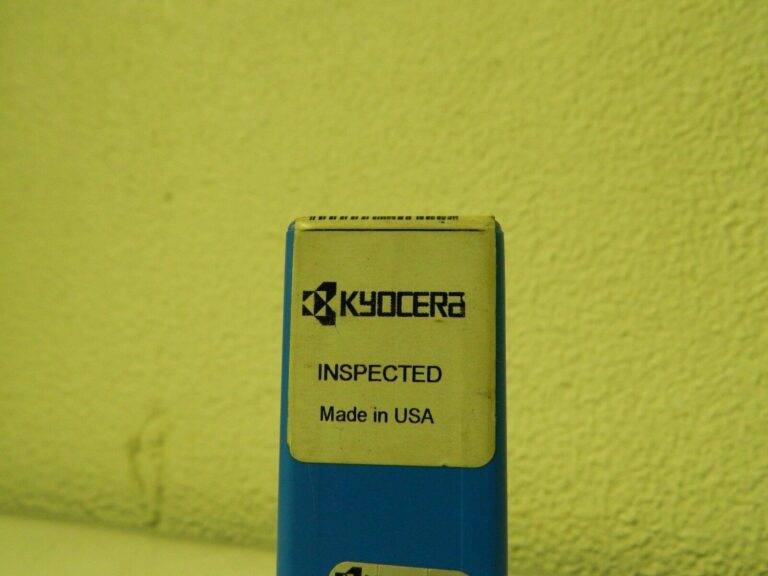 KYOCERA
INSPECTED
Made in USA